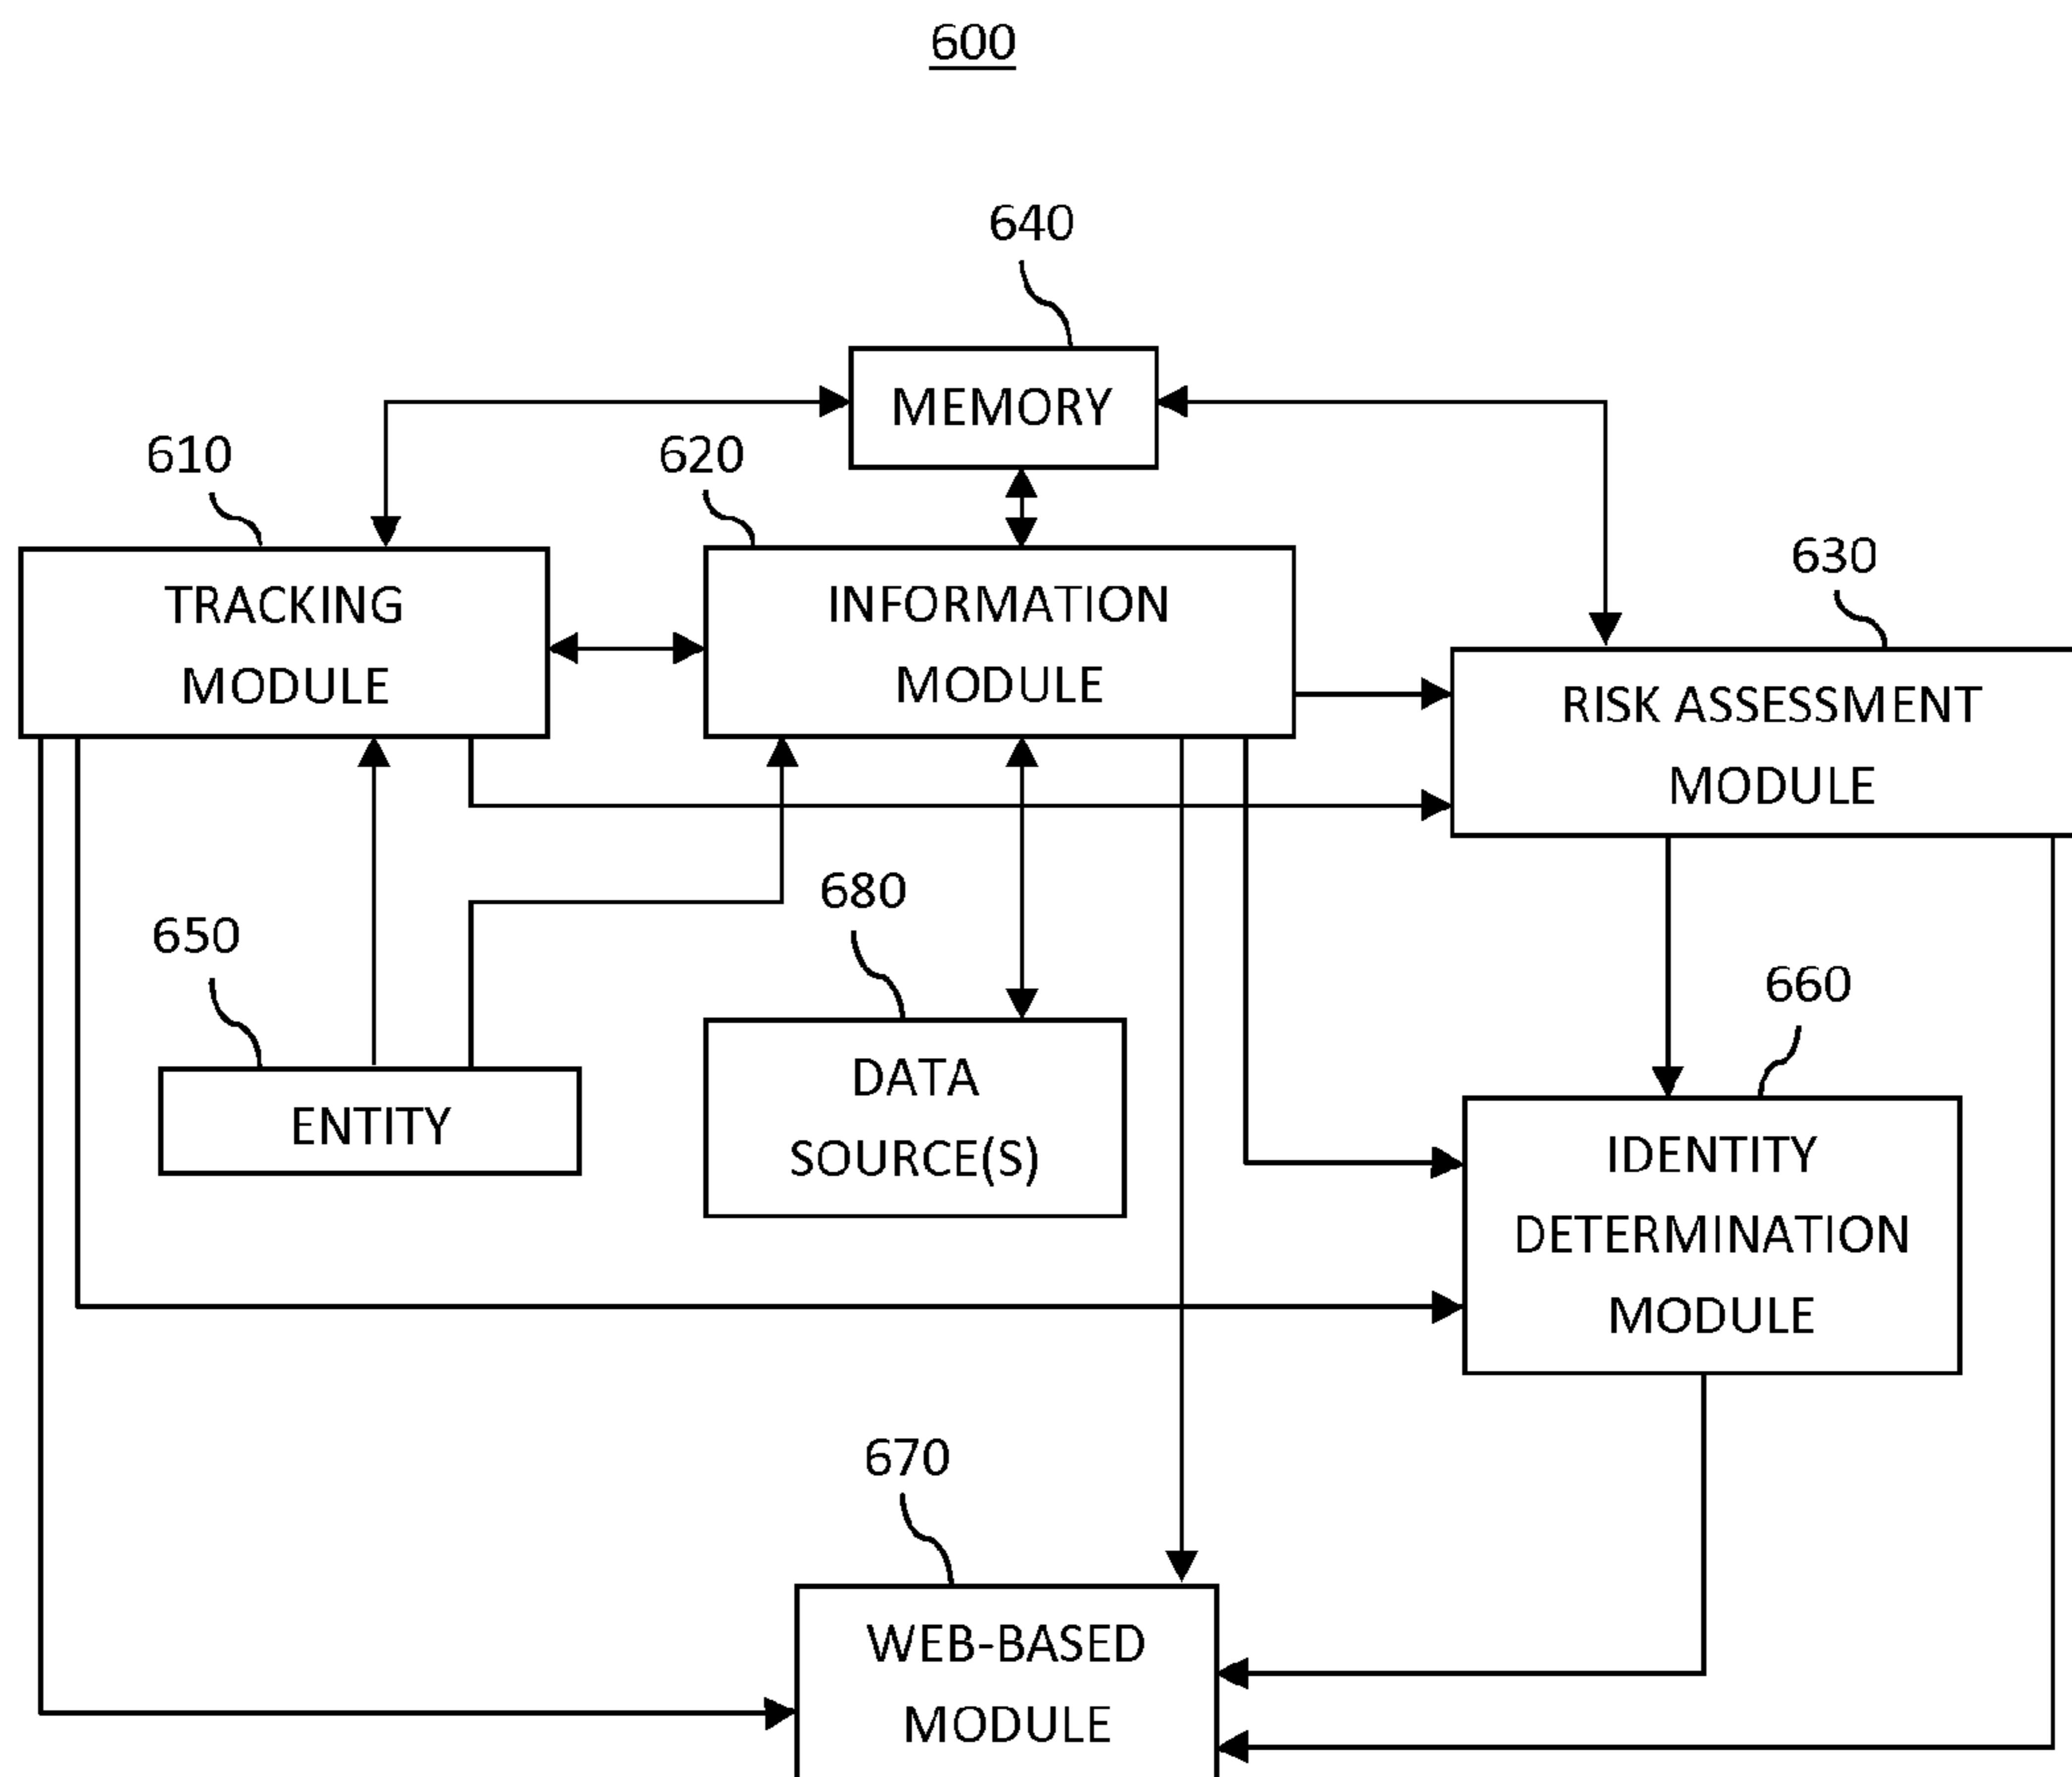 600
640
MEMORY
610
620
630
TRACKING
MODULE
INFORMATION
MODULE
RISK ASSESSMENT
MODULE
650
680
660
ENTITY
DATA
SOURCE(S)
IDENTITY
DETERMINATION
MODULE
670
WEB-BASED
MODULE